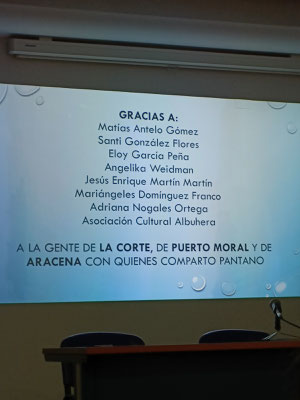 GRACIAS A:
Matías Antelo Gómez
Santi González Flores
Eloy García Peña
Angelika Weidman
Jesús Enrique Martín Martín
Mariángeles Domínguez Franco
Adriana Nogales Ortega
Asociación Cultural Albuhera
A LA GENTE DE LA CORTE, DE PUERTO MORAL Y DE
ARACENA CON QUIENES COMPARTO PANTANO